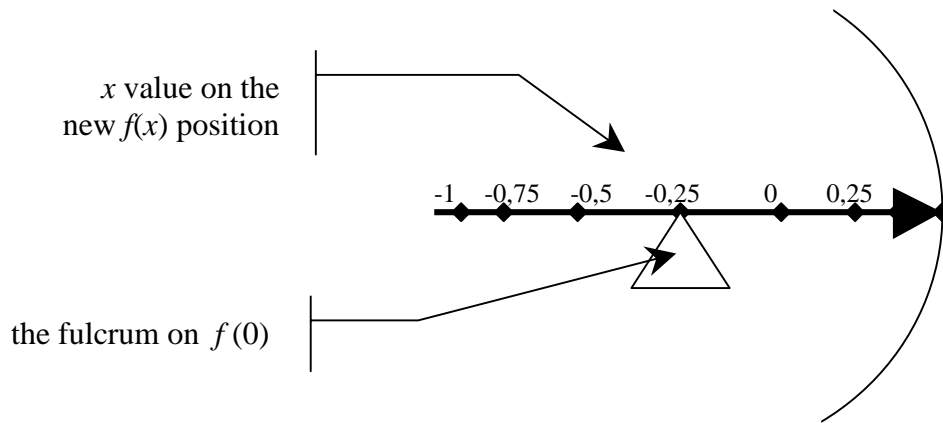 x value on the
new f(x) position
-1 -0,75 -0,5 -0,25 0 0,25
the fulcrum on f (0)